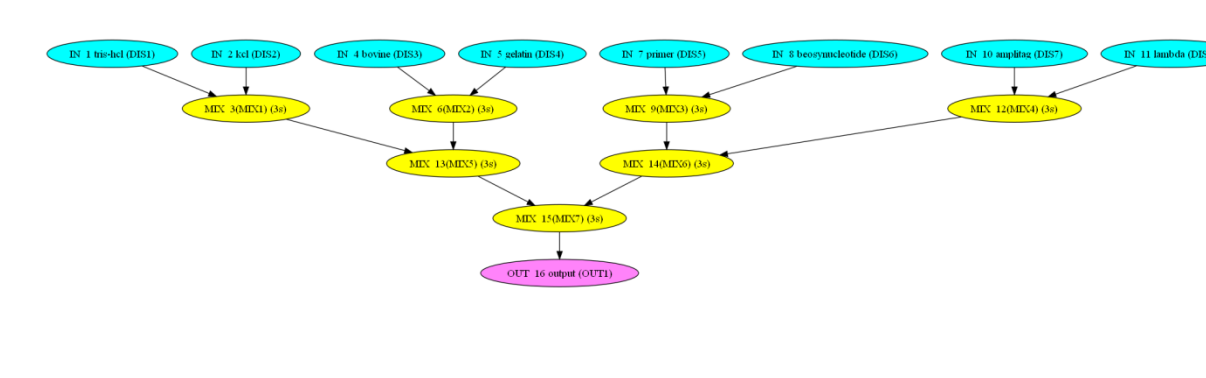 IN 1 tris-hcl (DIS1)
IN 2 kcl (DIS2)
IN 4 bovine (DIS3)
IN 5 gelatin (DIS4)
IN 7 primer (DIS5)
IN 8 beosynucleotide (DIS6)
IN 10 amplitag (DIS7)
IN 11 lambda (DIS
MIX 3(MIX1) (3s)
MIX 6(MIX2) (3s)
MIX 9(MIX3) (3s)
MIX 12(MIX4) (3s)
MIX 13(MIX5) (3s)
MIX 14(MIX6) (3s)
MIX 15(MIX7) (3s)
OUT 16 output (OUT1)